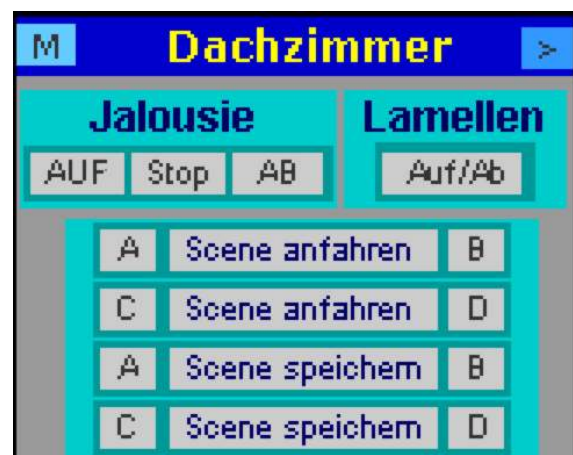 M Dachzimmer >
Jalousie Lamellen
AUF Stop AB Auf/Ab
A Scene anfahren B
C Scene anfahren D
A Scene speichern B
C Scene speichern D